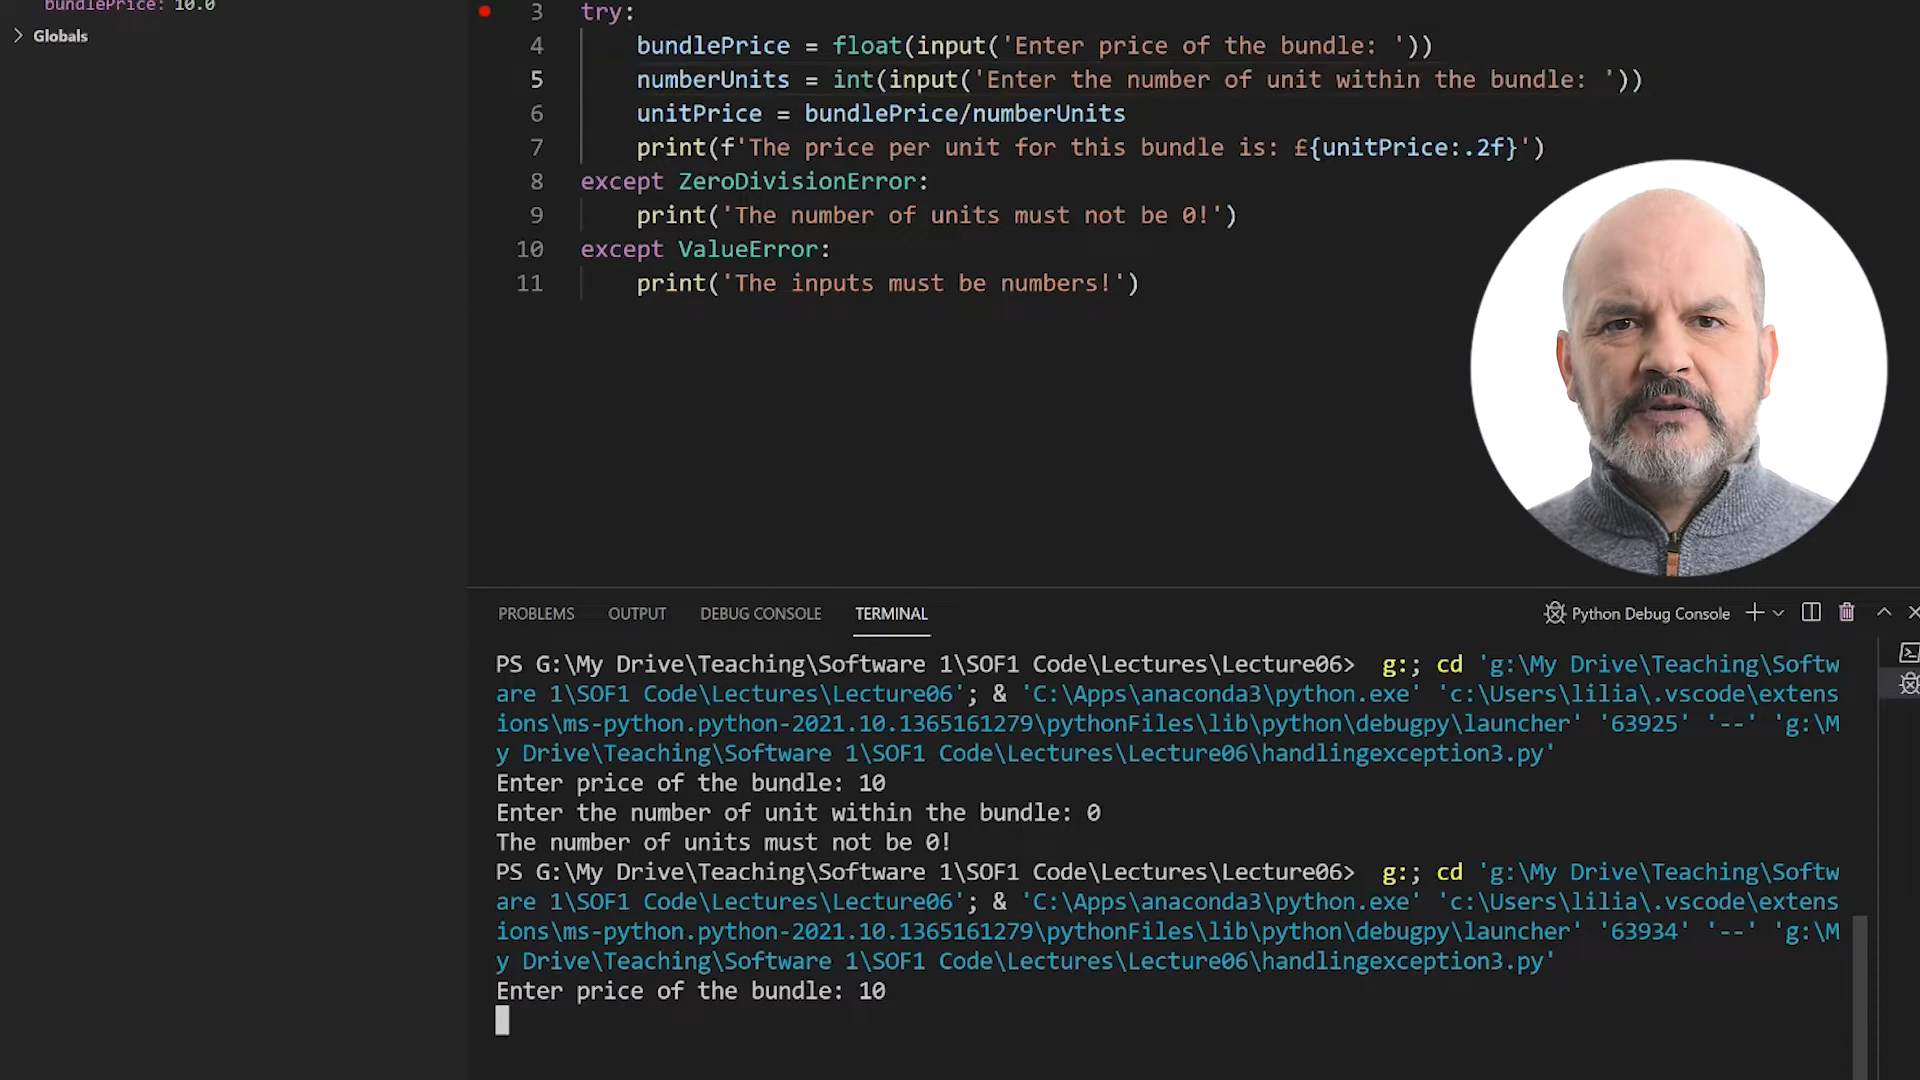 bundlePrice: 10.0
Globals
3 try:
4 bundlePrice = float(input('Enter price of the bundle: '))
5 numberUnits = int(input('Enter the number of unit within the bundle: '))
6 unitPrice = bundlePrice/numberUnits
7 print(f'The price per unit for this bundle is: £{unitPrice:.2f}')
8 except ZeroDivisionError:
9 print('The number of units must not be 0!')
10 except ValueError:
11 print('The inputs must be numbers!')
PROBLEMS OUTPUT DEBUG CONSOLE TERMINAL Python Debug Console
PS G:\My Drive\Teaching\Software 1\SOF1 Code\Lectures\Lecture06> g:; cd 'g:\My Drive\Teaching\Softw
are 1\SOF1 Code\Lectures\Lecture06'; & 'C:\Apps\anaconda3\python.exe' 'c:\Users\lilia\.vscode\extens
ions\ms-python.python-2021.10.1365161279\pythonFiles\lib\python\debugpy\launcher' '63925' '--' 'g:\M
y Drive\Teaching\Software 1\SOF1 Code\Lectures\Lecture06\handlingexception3.py'
Enter price of the bundle: 10
Enter the number of unit within the bundle: 0
The number of units must not be 0!
PS G:\My Drive\Teaching\Software 1\SOF1 Code\Lectures\Lecture06> g:; cd 'g:\My Drive\Teaching\Softw
are 1\SOF1 Code\Lectures\Lecture06'; & 'C:\Apps\anaconda3\python.exe' 'c:\Users\lilia\.vscode\extens
ions\ms-python.python-2021.10.1365161279\pythonFiles\lib\python\debugpy\launcher' '63934' '--' 'g:\M
y Drive\Teaching\Software 1\SOF1 Code\Lectures\Lecture06\handlingexception3.py'
Enter price of the bundle: 10